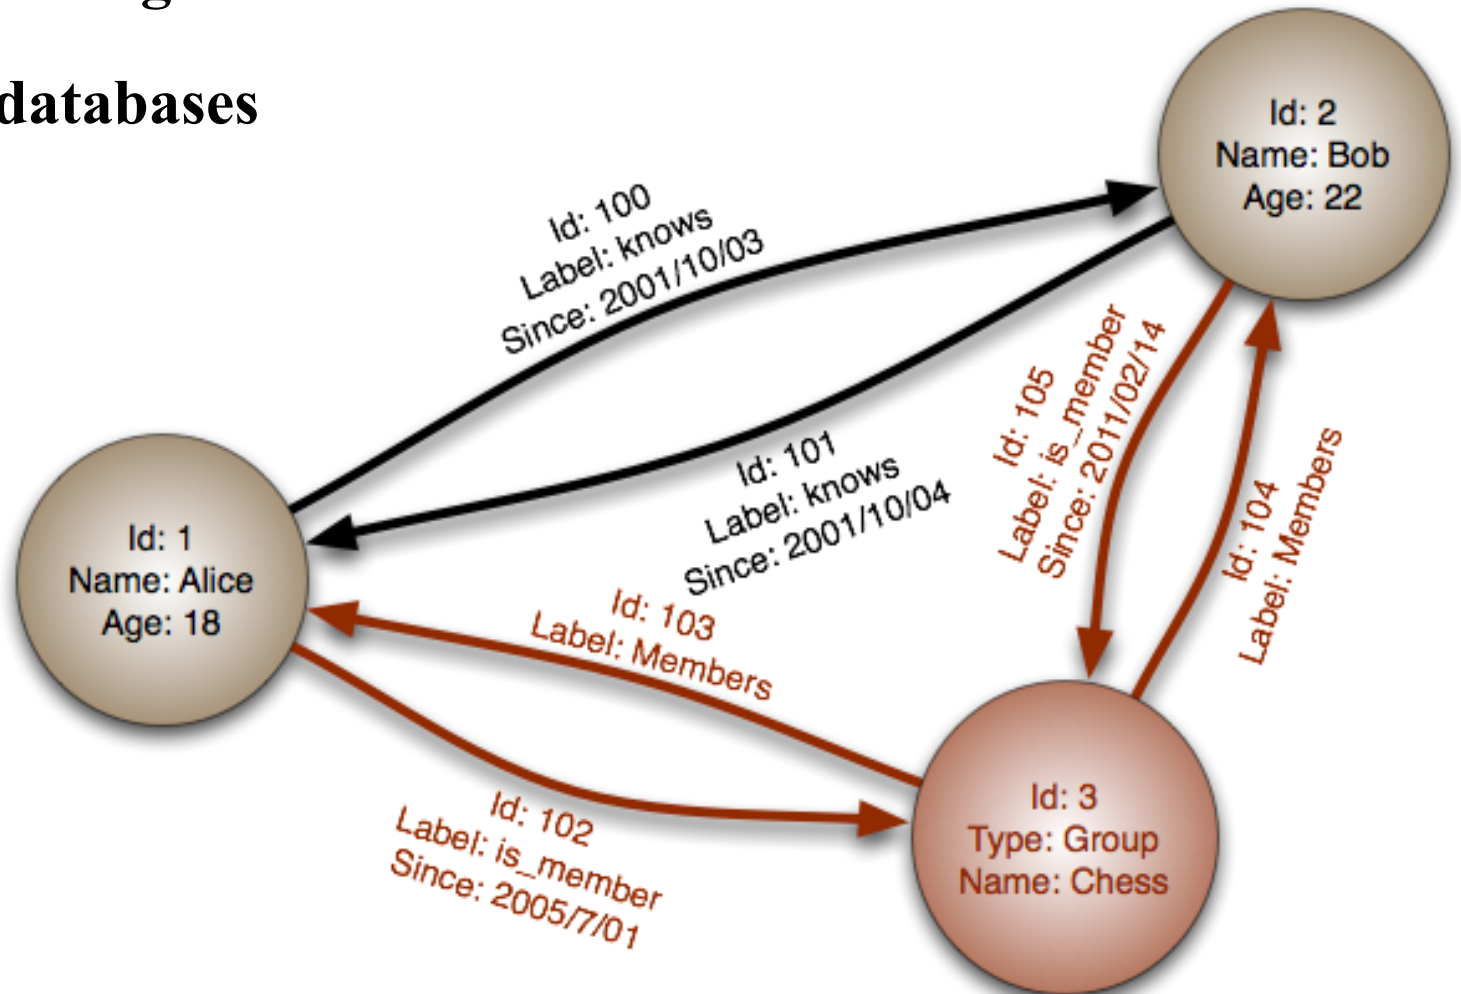 databases
Id: 2
Name: Bob
Age: 22
Id: 100
Label: knows
Since: 2001/10/03
Id: 101
Label: knows
Since: 2001/10/04
Id: 105
Label: is_member
Since: 2011/02/14
Id: 104
Label: Members
Id: 1
Name: Alice
Age: 18
Id: 103
Label: Members
Id: 102
Label: is_member
Since: 2005/7/01
Id: 3
Type: Group
Name: Chess